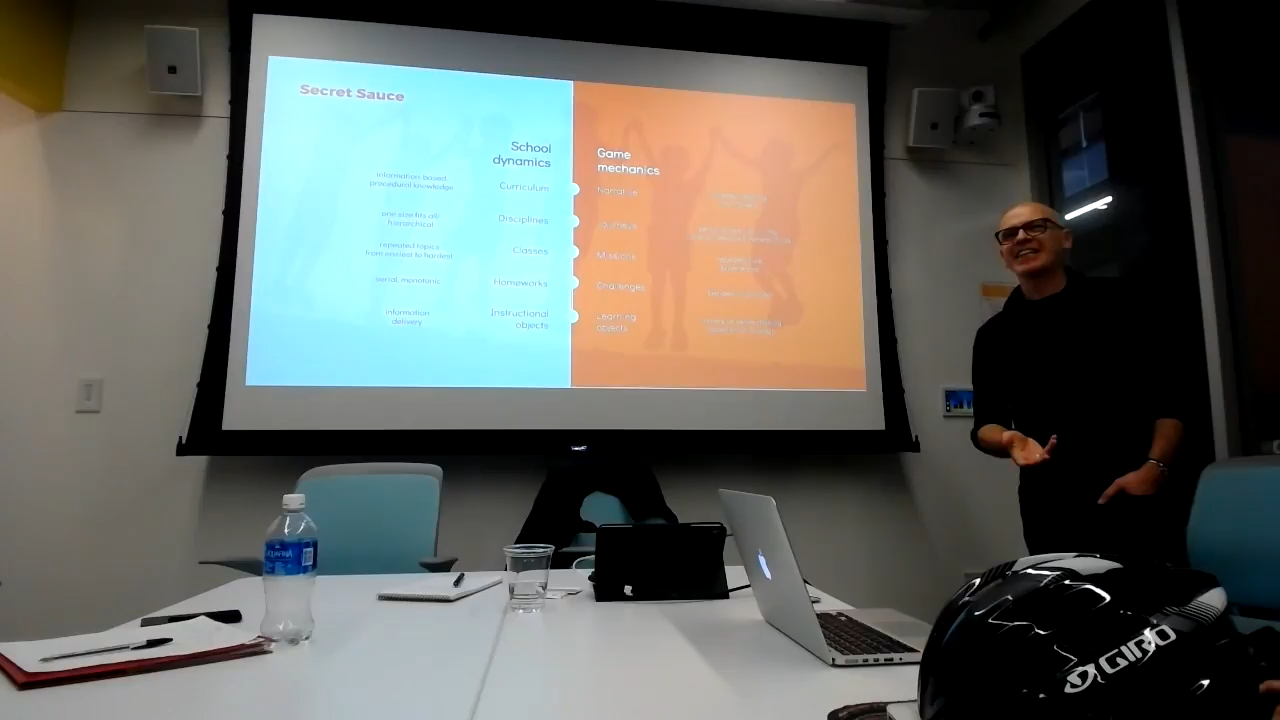 Secret Sauce
School
dynamics
information based,
procedural knowledge
Curriculum
one size fits all/
hierarchical
Disciplines
repeated topics
from easiest to hardest
Classes
serial, monotonic
Homeworks
information
delivery
Instructional
objects
Game
mechanics
Narrative
Journeys
Missions
Challenges
Learning
objects
AQUAFINA
GIRO